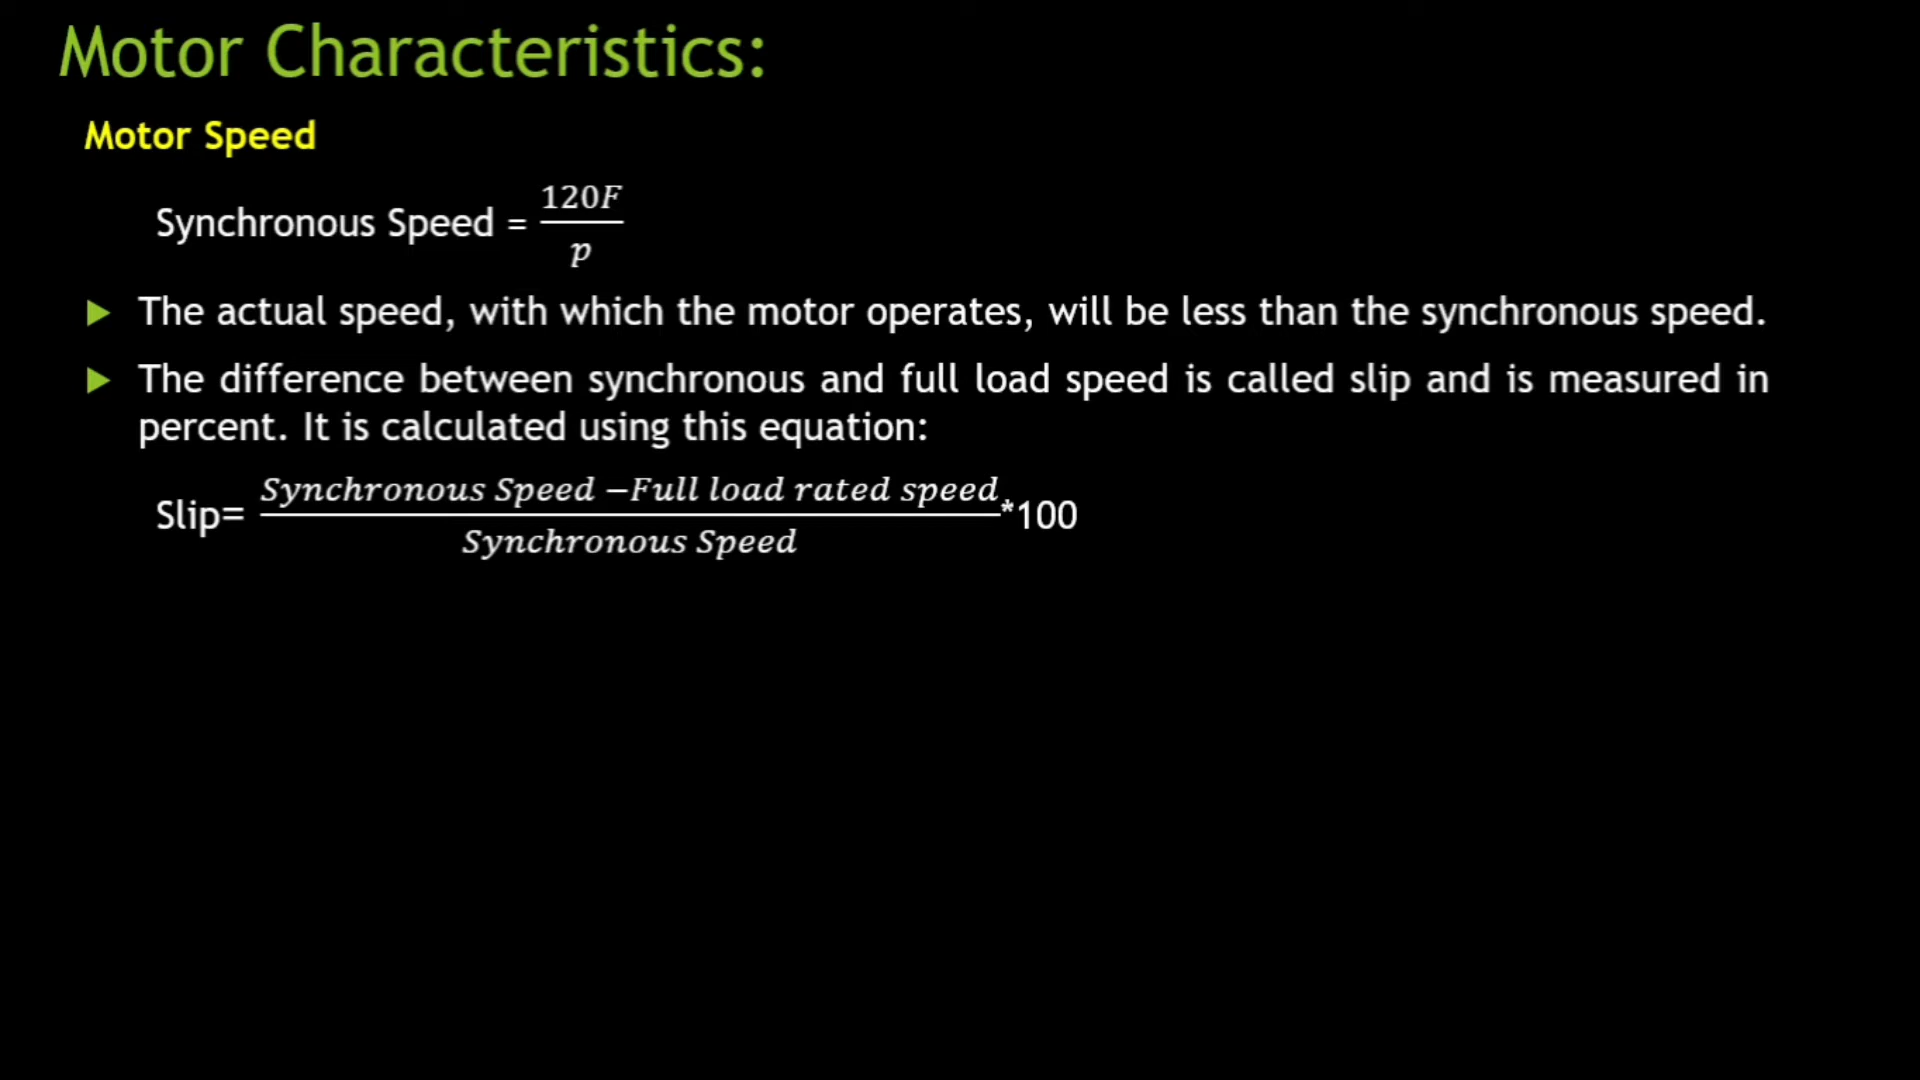 Motor Characteristics:
Motor Speed
Synchronous Speed = 120F / p
The actual speed, with which the motor operates, will be less than the synchronous speed.
The difference between synchronous and full load speed is called slip and is measured in
percent. It is calculated using this equation:
Slip= Synchronous Speed −Full load rated speed / Synchronous Speed *100